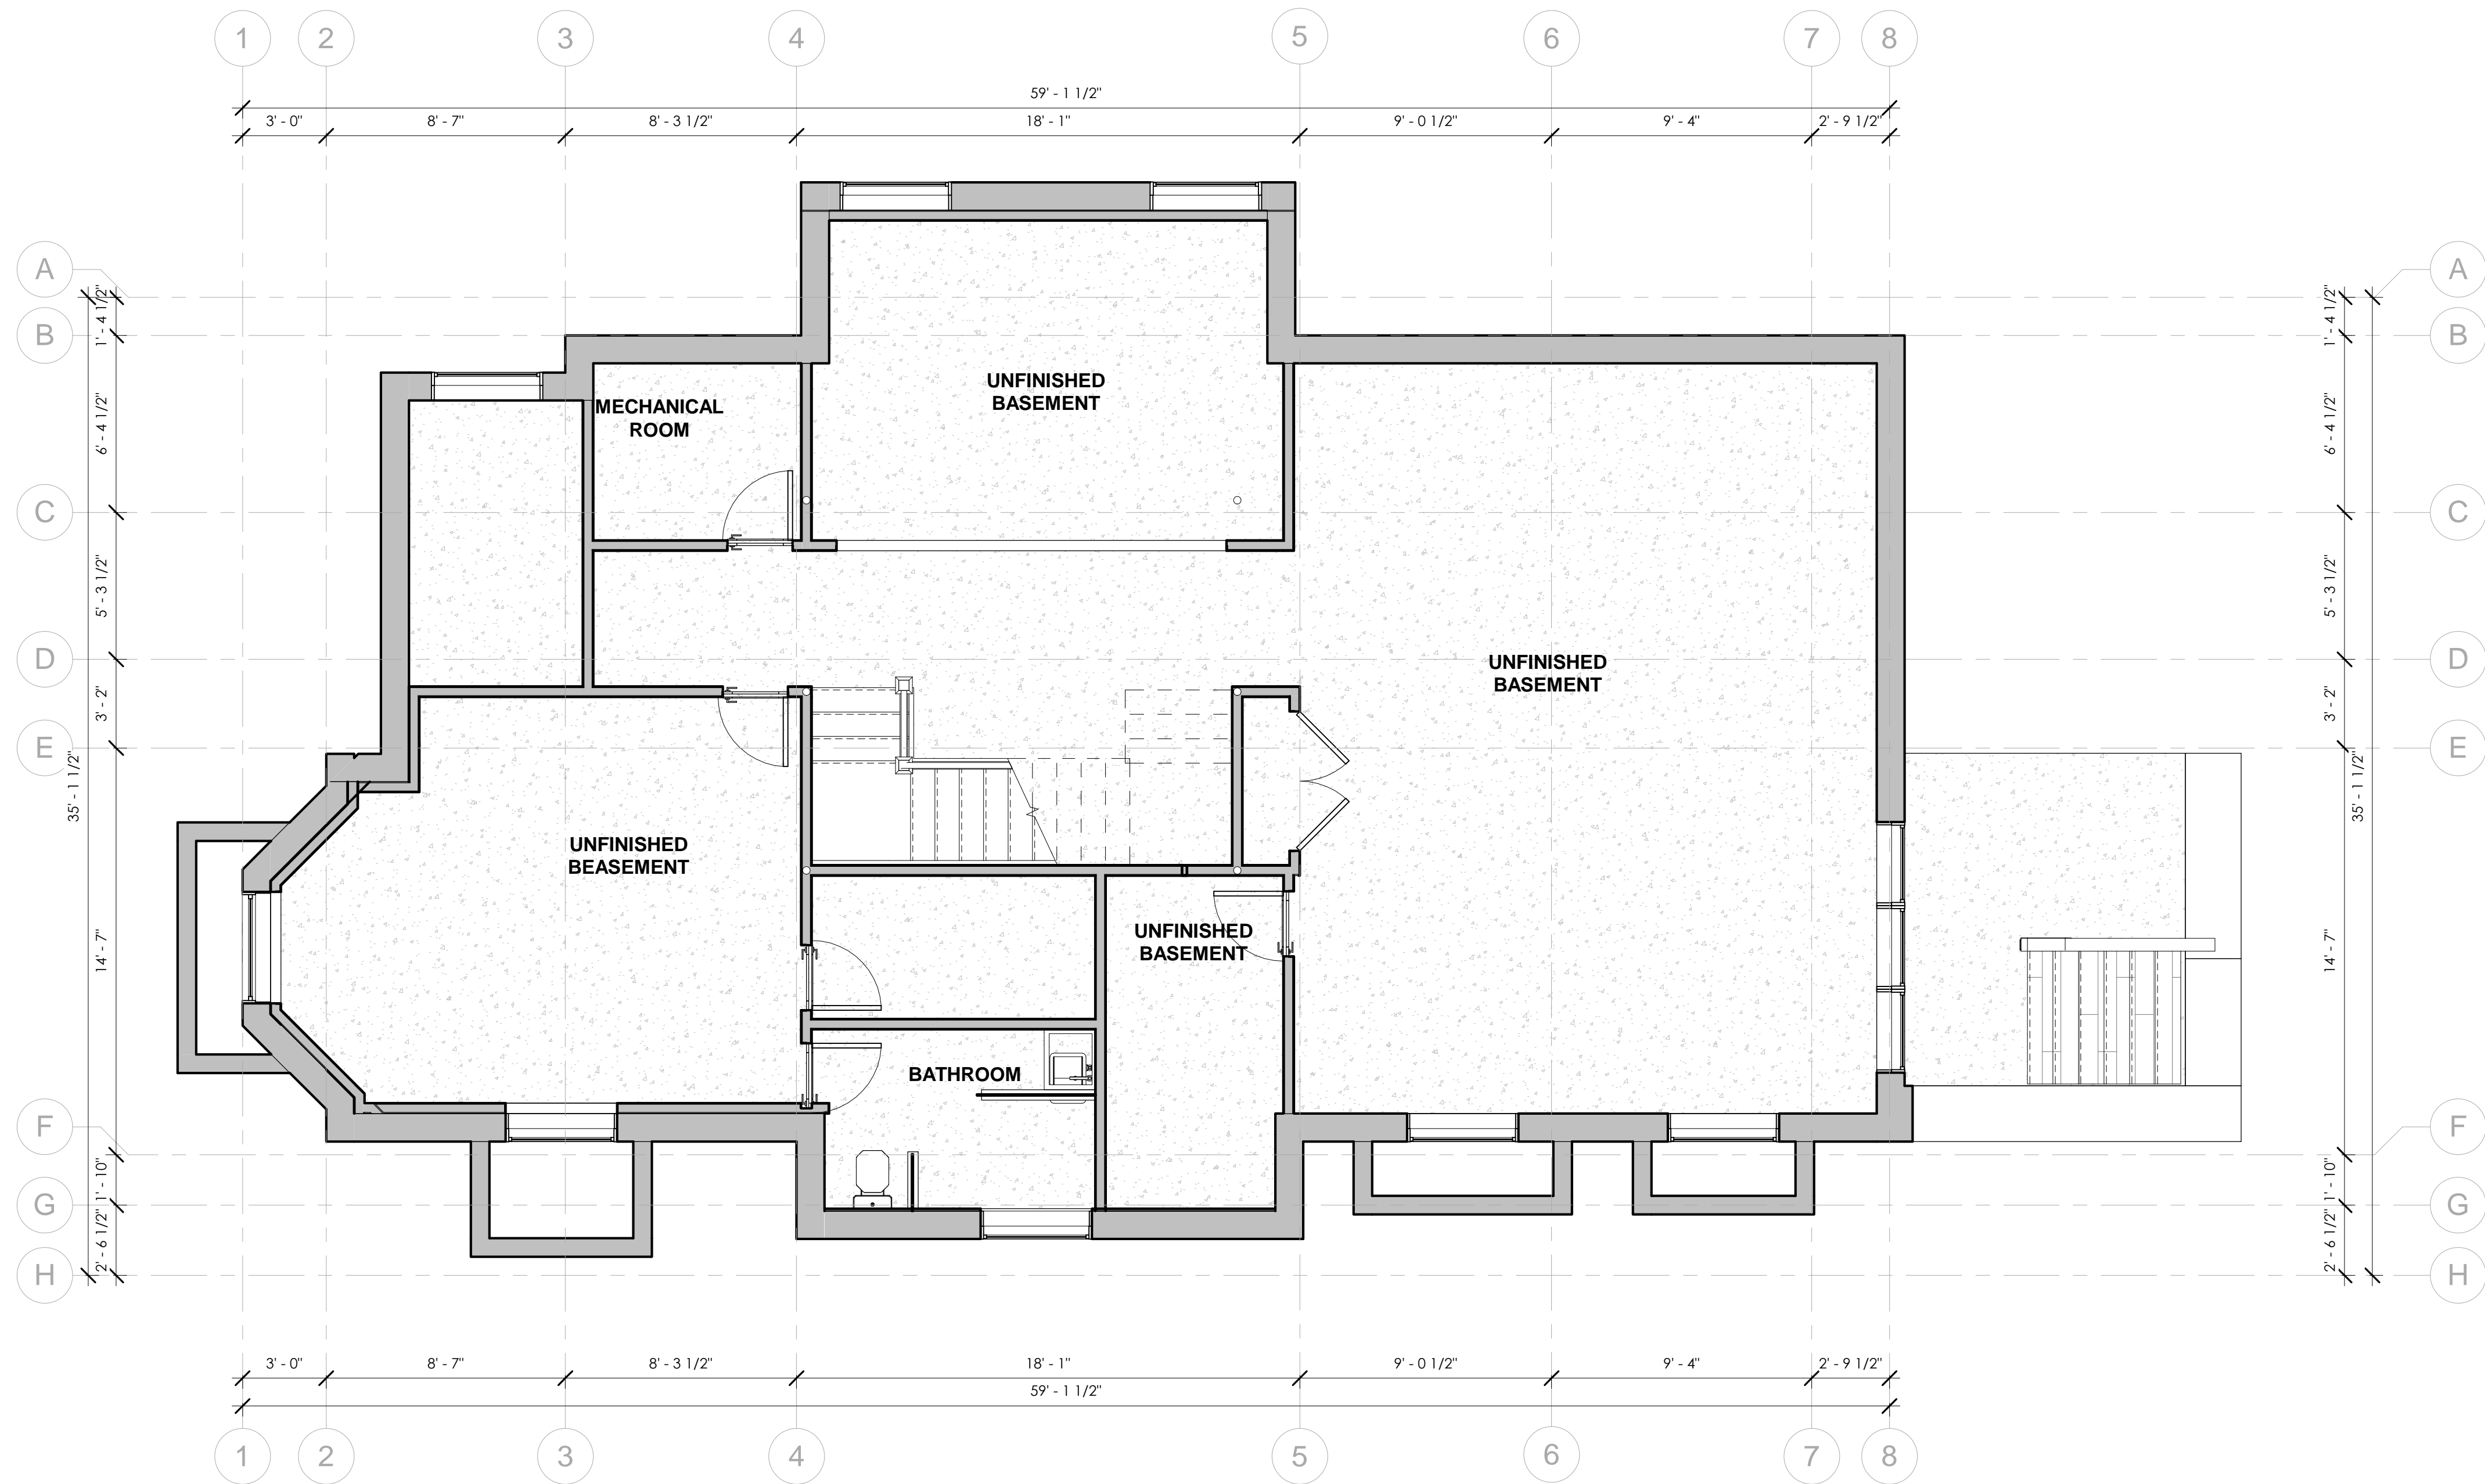 1 2 3 4 5 6 7 8
59' - 1 1/2"
3' - 0" 8' - 7" 8' - 3 1/2" 18' - 1" 9' - 0 1/2" 9' - 4" 2' - 9 1/2"
A A
1' - 4 1/2" 1' - 4 1/2"
B B
UNFINISHED
BASEMENT
MECHANICAL
ROOM
6' - 4 1/2" 6' - 4 1/2"
C C
5' - 3 1/2" 5' - 3 1/2"
D D
UNFINISHED
BASEMENT
3' - 2" 3' - 2"
E E
35' - 1 1/2" 35' - 1 1/2"
UNFINISHED
BEASEMENT
14' - 7" 14' - 7"
UNFINISHED
BASEMENT
BATHROOM
F F
1' - 10" 1' - 10"
G G
2' - 6 1/2" 2' - 6 1/2"
H H
3' - 0" 8' - 7" 8' - 3 1/2" 18' - 1" 9' - 0 1/2" 9' - 4" 2' - 9 1/2"
59' - 1 1/2"
1 2 3 4 5 6 7 8